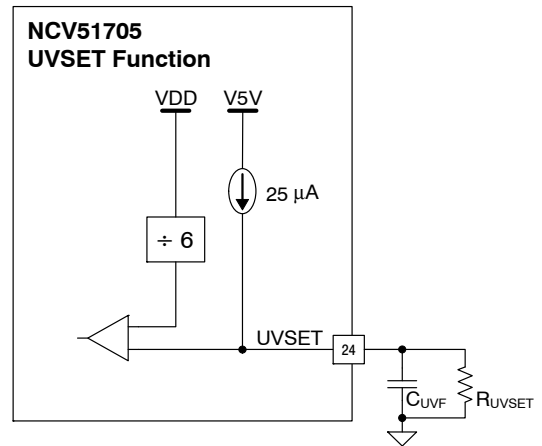 NCV51705
UVSET Function
VDD V5V
25 μA
÷ 6
UVSET 24
CUVF RUVSET